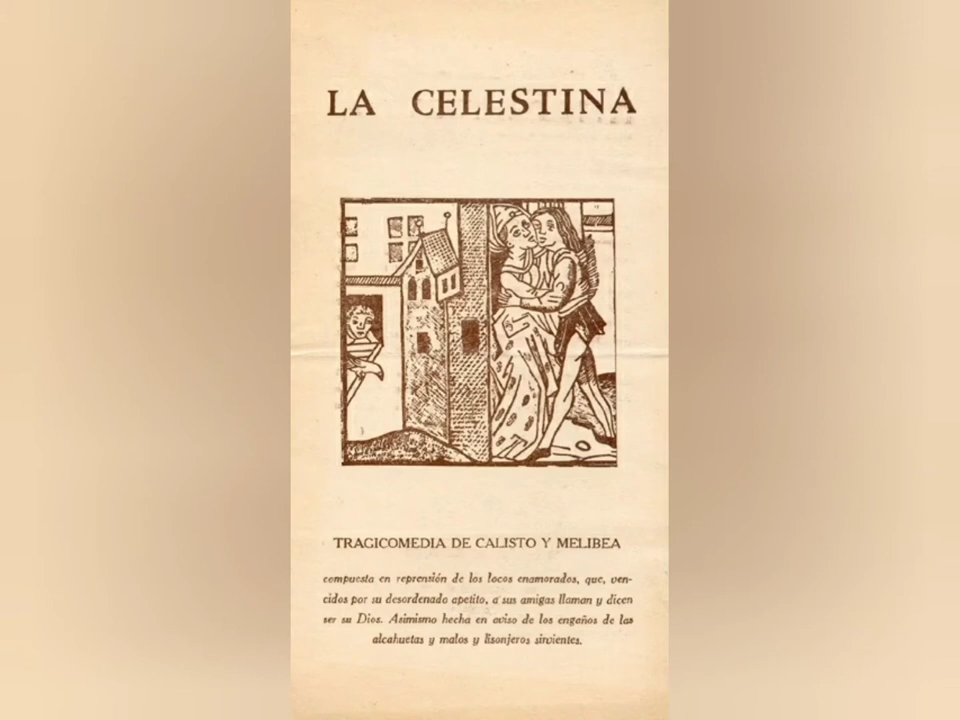 LA CELESTINA
TRAGICOMEDIA DE CALISTO Y MELIBEA
compuesta en reprensión de los locos enamorados, que, ven-
cidos por su desordenado apetito, a sus amigas llaman y dicen
ser su Dios. Asimismo hecha en aviso de los engaños de las
alcahuetas y malos y lisonjeros sirvientes.